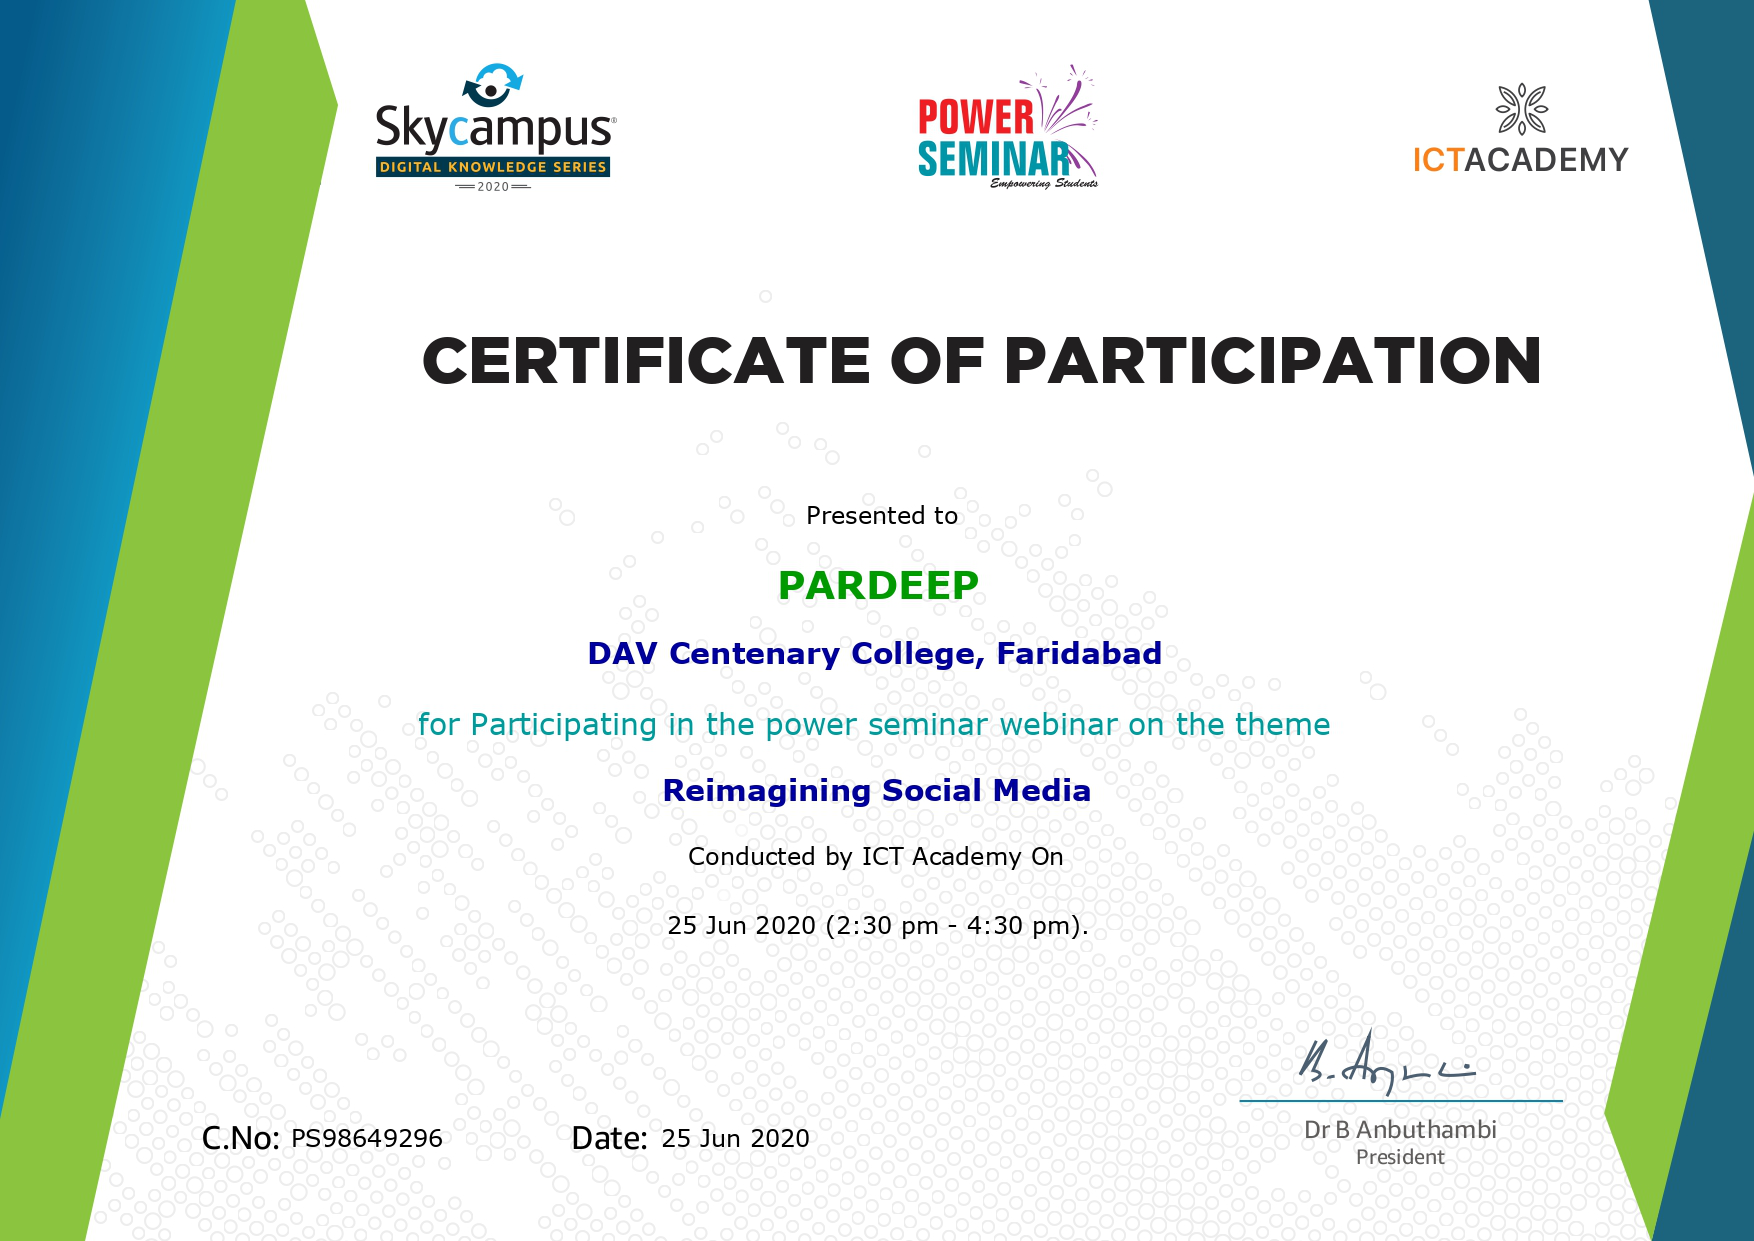 Skycampus®
DIGITAL KNOWLEDGE SERIES
2020
POWER
SEMINAR
Empowering Students
ICTACADEMY
CERTIFICATE OF PARTICIPATION
Presented to
PARDEEP
DAV Centenary College, Faridabad
for Participating in the power seminar webinar on the theme
Reimagining Social Media
Conducted by ICT Academy On
25 Jun 2020 (2:30 pm - 4:30 pm).
C.No: PS98649296 Date: 25 Jun 2020
Dr B Anbuthambi
President